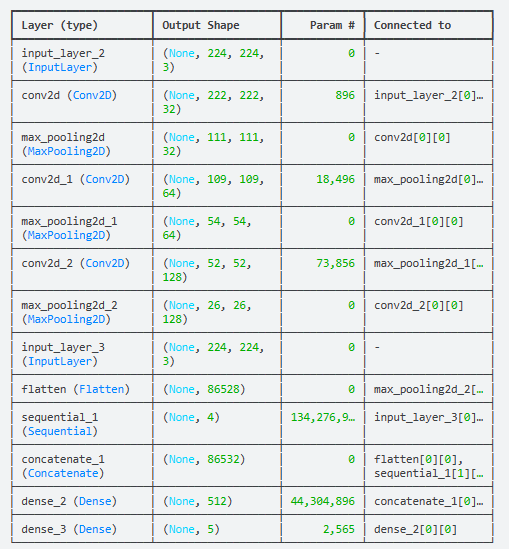 Layer (type) Output Shape Param # Connected to
input_layer_2 (None, 224, 224, 0 -
(InputLayer) 3)
conv2d (Conv2D) (None, 222, 222, 896 input_layer_2[0]…
32)
max_pooling2d (None, 111, 111, 0 conv2d[0][0]
(MaxPooling2D) 32)
conv2d_1 (Conv2D) (None, 109, 109, 18,496 max_pooling2d[0]…
64)
max_pooling2d_1 (None, 54, 54, 0 conv2d_1[0][0]
(MaxPooling2D) 64)
conv2d_2 (Conv2D) (None, 52, 52, 73,856 max_pooling2d_1[…
128)
max_pooling2d_2 (None, 26, 26, 0 conv2d_2[0][0]
(MaxPooling2D) 128)
input_layer_3 (None, 224, 224, 0 -
(InputLayer) 3)
flatten (Flatten) (None, 86528) 0 max_pooling2d_2[…
sequential_1 (None, 4) 134,276,9… input_layer_3[0]…
(Sequential)
concatenate_1 (None, 86532) 0 flatten[0][0],
(Concatenate) sequential_1[1][…
dense_2 (Dense) (None, 512) 44,304,896 concatenate_1[0]…
dense_3 (Dense) (None, 5) 2,565 dense_2[0][0]